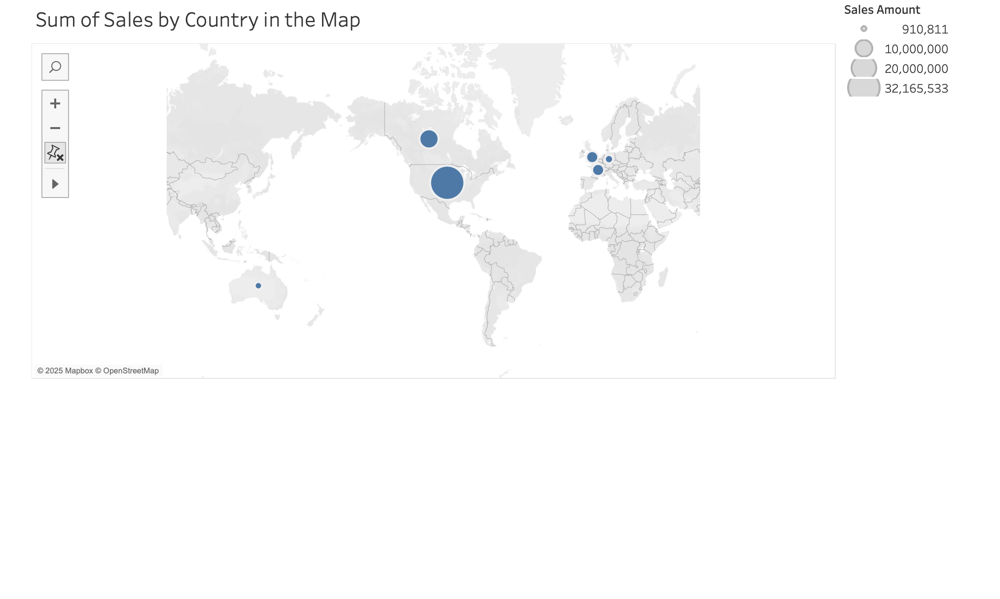 Sum of Sales by Country in the Map
Sales Amount
910,811
10,000,000
20,000,000
32,165,533
© 2025 Mapbox © OpenStreetMap